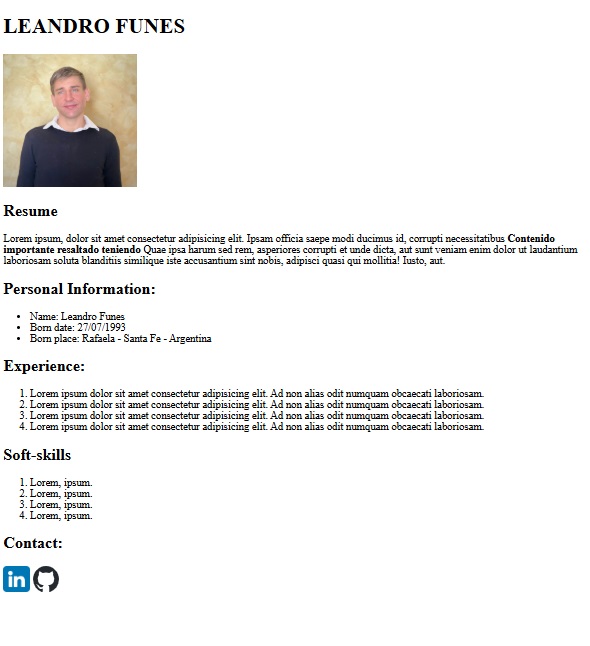 LEANDRO FUNES
Resume
Lorem ipsum, dolor sit amet consectetur adipisicing elit. Ipsam officia saepe modi ducimus id, corrupti necessitatibus Contenido
importante resaltado teniendo Quae ipsa harum sed rem, asperiores corrupti et unde dicta, aut sunt veniam enim dolor ut laudantium
laboriosam soluta blanditiis similique iste accusantium sint nobis, adipisci quasi qui mollitia! Iusto, aut.
Personal Information:
• Name: Leandro Funes
• Born date: 27/07/1993
• Born place: Rafaela - Santa Fe - Argentina
Experience:
1. Lorem ipsum dolor sit amet consectetur adipisicing elit. Ad non alias odit numquam obcaecati laboriosam.
2. Lorem ipsum dolor sit amet consectetur adipisicing elit. Ad non alias odit numquam obcaecati laboriosam.
3. Lorem ipsum dolor sit amet consectetur adipisicing elit. Ad non alias odit numquam obcaecati laboriosam.
4. Lorem ipsum dolor sit amet consectetur adipisicing elit. Ad non alias odit numquam obcaecati laboriosam.
Soft-skills
1. Lorem, ipsum.
2. Lorem, ipsum.
3. Lorem, ipsum.
4. Lorem, ipsum.
Contact:
in